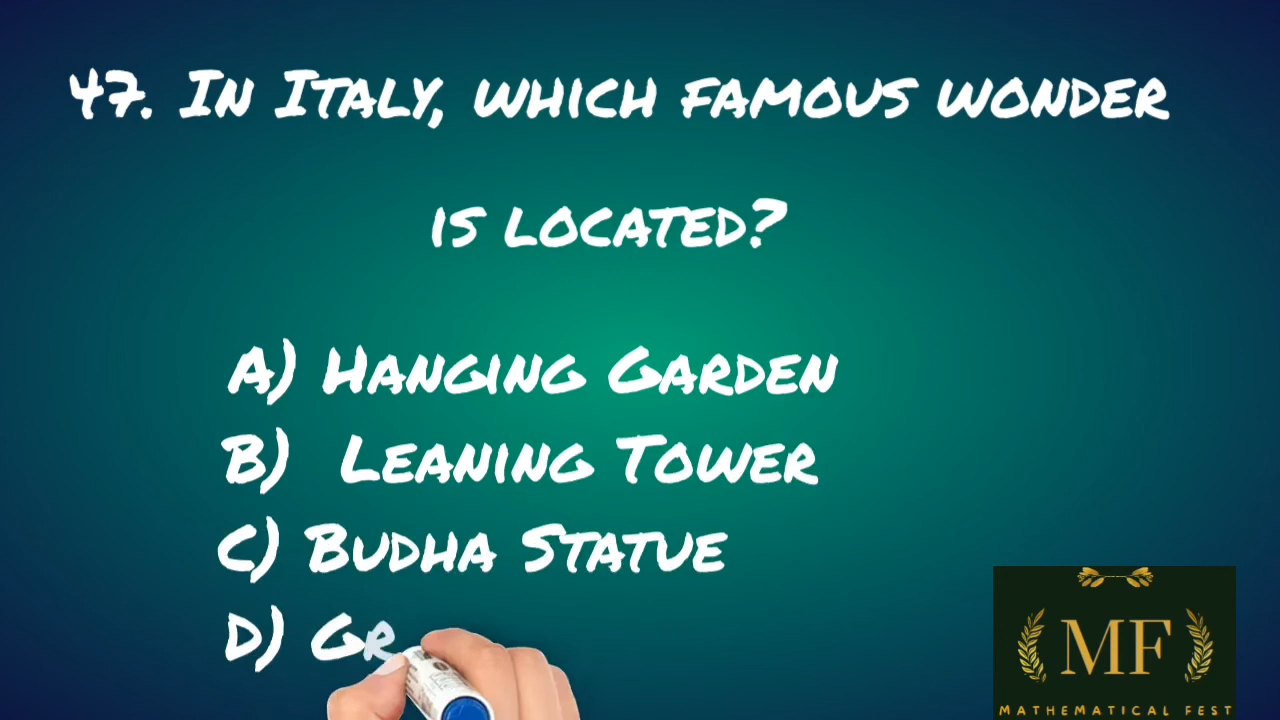 47. In Italy, which famous wonder
is located?
A) Hanging Garden
B) Leaning Tower
C) Budha Statue
D) Gr
MF
MATHEMATICAL FEST